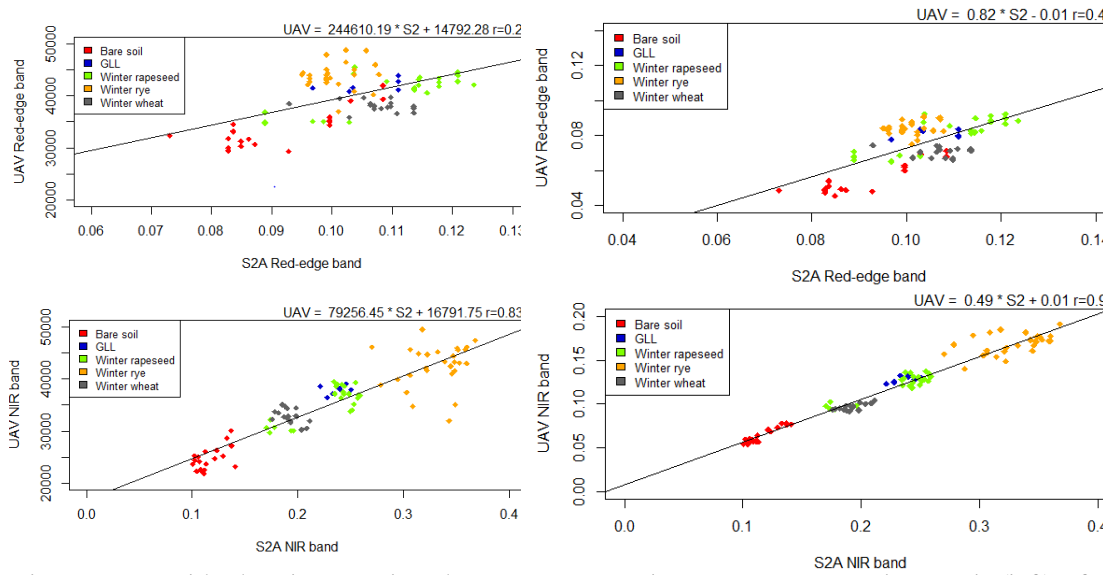 UAV = 244610.19 * S2 + 14792.28 r=0.2
UAV Red-edge band
50000
40000
30000
20000
Bare soil
GLL
Winter rapeseed
Winter rye
Winter wheat
0.06 0.07 0.08 0.09 0.10 0.11 0.12 0.13
S2A Red-edge band
UAV = 0.82 * S2 - 0.01 r=0.4
UAV Red-edge band
0.12
0.08
0.04
Bare soil
GLL
Winter rapeseed
Winter rye
Winter wheat
0.04 0.06 0.08 0.10 0.12 0.14
S2A Red-edge band
UAV = 79256.45 * S2 + 16791.75 r=0.83
UAV NIR band
50000
40000
30000
20000
Bare soil
GLL
Winter rapeseed
Winter rye
Winter wheat
0.0 0.1 0.2 0.3 0.4
S2A NIR band
UAV = 0.49 * S2 + 0.01 r=0.9
UAV NIR band
0.20
0.15
0.10
0.05
0.00
Bare soil
GLL
Winter rapeseed
Winter rye
Winter wheat
0.0 0.1 0.2 0.3 0.4
S2A NIR band